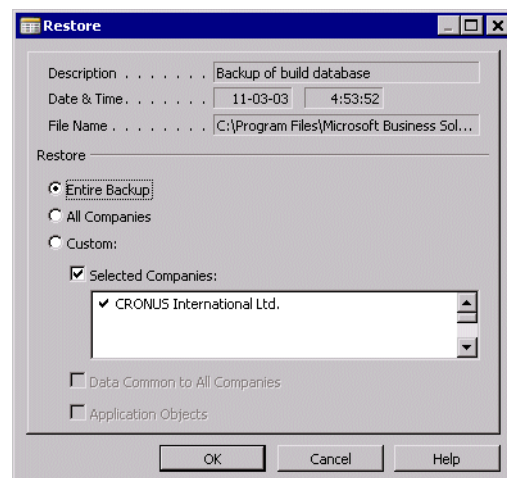 Restore
Description . . . . . . . Backup of build database
Date & Time. . . . . . . 11-03-03 4:53:52
File Name . . . . . . . . C:\Program Files\Microsoft Business Sol...
Restore
Entire Backup
All Companies
Custom:
Selected Companies:
CRONUS International Ltd.
Data Common to All Companies
Application Objects
OK Cancel Help